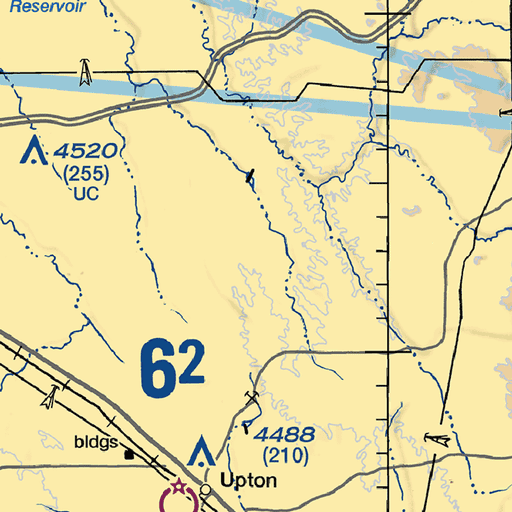 Reservoir
4520
(255)
UC
62
bldgs
4488
(210)
Upton